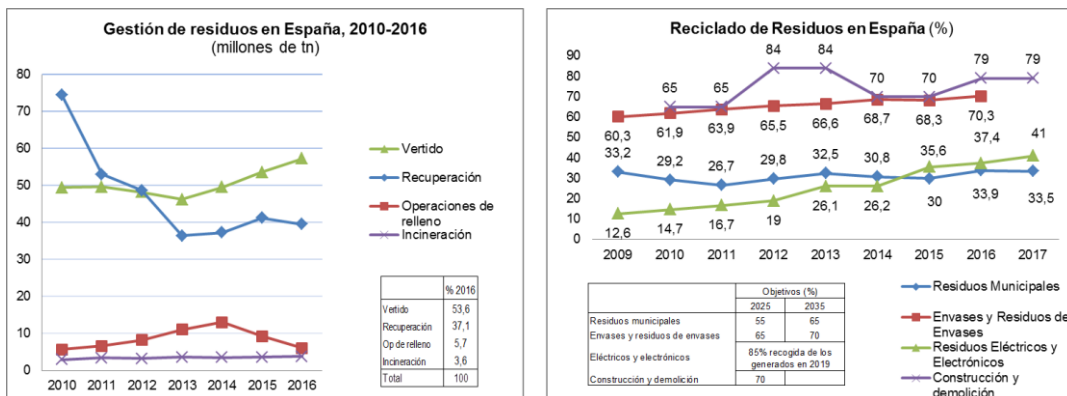 Gestión de residuos en España, 2010-2016
(millones de tn)
80
70
60
50
40
30
20
10
0
2010 2011 2012 2013 2014 2015 2016
Vertido
Recuperación
Operaciones de
relleno
Incineración
% 2016
Vertido 53,6
Recuperación 37,1
Op de relleno 5,7
Incineración 3,6
Total 100
Reciclado de Residuos en España (%)
90
80
70
60
50
40
30
20
10
0
65 65 84 84 70 70 79 79
60,3 61,9 63,9 65,5 66,6 68,7 68,3 70,3
33,2 29,2 26,7 29,8 32,5 30,8 30 33,9 33,5
12,6 14,7 16,7 19 26,1 26,2 35,6 37,4 41
2009 2010 2011 2012 2013 2014 2015 2016 2017
Objetivos (%)
2025 2035
Residuos municipales 55 65
Envases y residuos de envases 65 70
Eléctricos y electrónicos 85% recogida de los
generados en 2019
Construcción y demolición 70
Residuos Municipales
Envases y Residuos de
Envases
Residuos Eléctricos y
Electrónicos
Construcción y
demolición